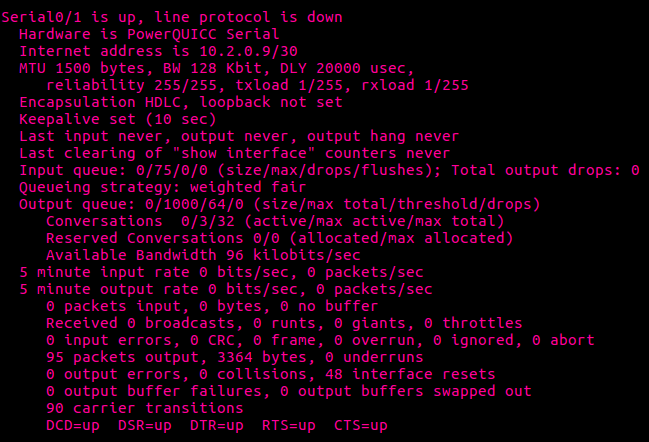 Serial0/1 is up, line protocol is down
Hardware is PowerQUICC Serial
Internet address is 10.2.0.9/30
MTU 1500 bytes, BW 128 Kbit, DLY 20000 usec,
reliability 255/255, txload 1/255, rxload 1/255
Encapsulation HDLC, loopback not set
Keepalive set (10 sec)
Last input never, output never, output hang never
Last clearing of "show interface" counters never
Input queue: 0/75/0/0 (size/max/drops/flushes); Total output drops: 0
Queueing strategy: weighted fair
Output queue: 0/1000/64/0 (size/max total/threshold/drops)
Conversations  0/3/32 (active/max active/max total)
Reserved Conversations 0/0 (allocated/max allocated)
Available Bandwidth 96 kilobits/sec
5 minute input rate 0 bits/sec, 0 packets/sec
5 minute output rate 0 bits/sec, 0 packets/sec
0 packets input, 0 bytes, 0 no buffer
Received 0 broadcasts, 0 runts, 0 giants, 0 throttles
0 input errors, 0 CRC, 0 frame, 0 overrun, 0 ignored, 0 abort
95 packets output, 3364 bytes, 0 underruns
0 output errors, 0 collisions, 48 interface resets
0 output buffer failures, 0 output buffers swapped out
90 carrier transitions
DCD=up  DSR=up  DTR=up  RTS=up  CTS=up